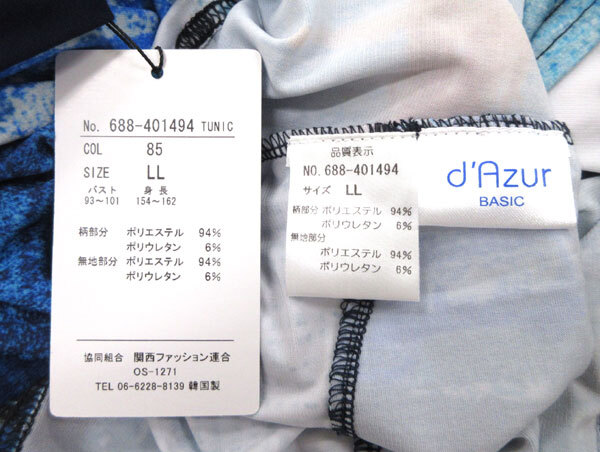 No. 688-401494 TUNIC
COL 85
SIZE LL
バスト 身長
93~101 154~162
柄部分 ポリエステル 94%
ポリウレタン 6%
無地部分 ポリエステル 94%
ポリウレタン 6%
協同組合 関西ファッション連合
OS-1271
TEL 06-6228-8139 韓国製
品質表示
NO. 688-401494
サイズ LL
柄部分 ポリエステル 94%
ポリウレタン 6%
無地部分
ポリエステル 94%
ポリウレタン 6%
d'Azur
BASIC